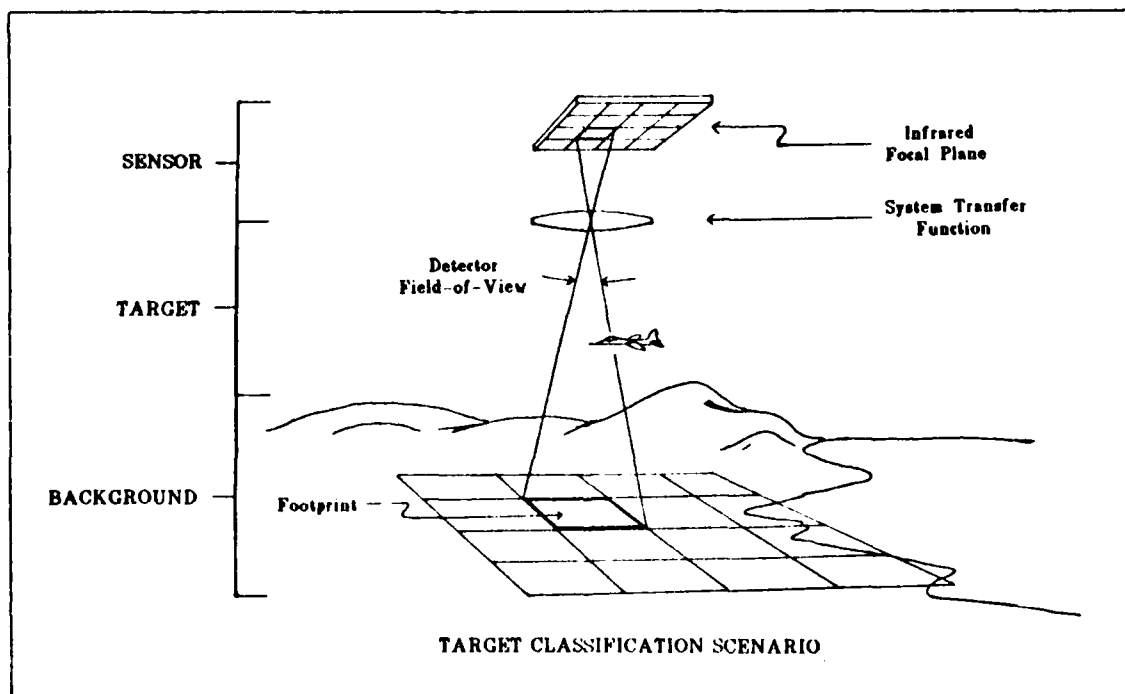 SENSOR
Infrared
Focal Plane
System Transfer
Function
Detector
Field-of-View
TARGET
BACKGROUND
Footprint
TARGET CLASSIFICATION SCENARIO